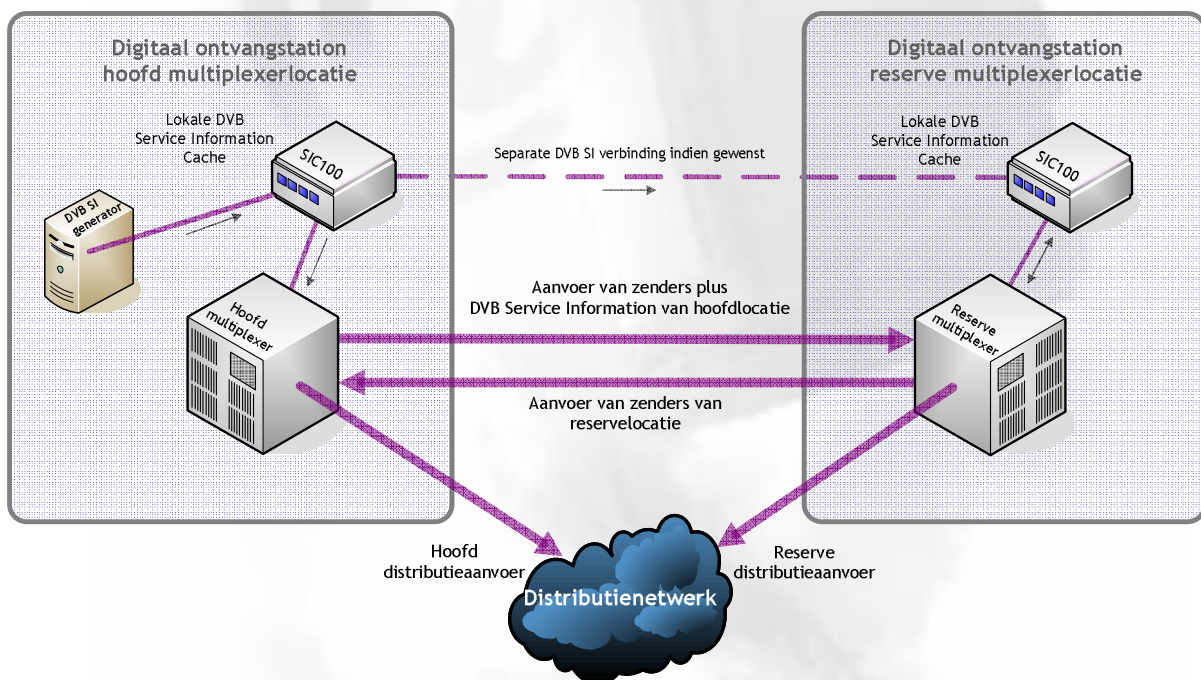 Digitaal ontvangstation
hoofd multiplexerlocatie
Lokale DVB
Service Information
Cache
SIC100
DVB SI
generator
Hoofd
multiplexer
Separate DVB SI verbinding indien gewenst
Aanvoer van zenders plus
DVB Service Information van hoofdlocatie
Aanvoer van zenders van
reservelocatie
Digitaal ontvangstation
reserve multiplexerlocatie
Lokale DVB
Service Information
Cache
SIC100
Reserve
multiplexer
Hoofd
distributieaanvoer
Reserve
distributieaanvoer
Distributienetwerk